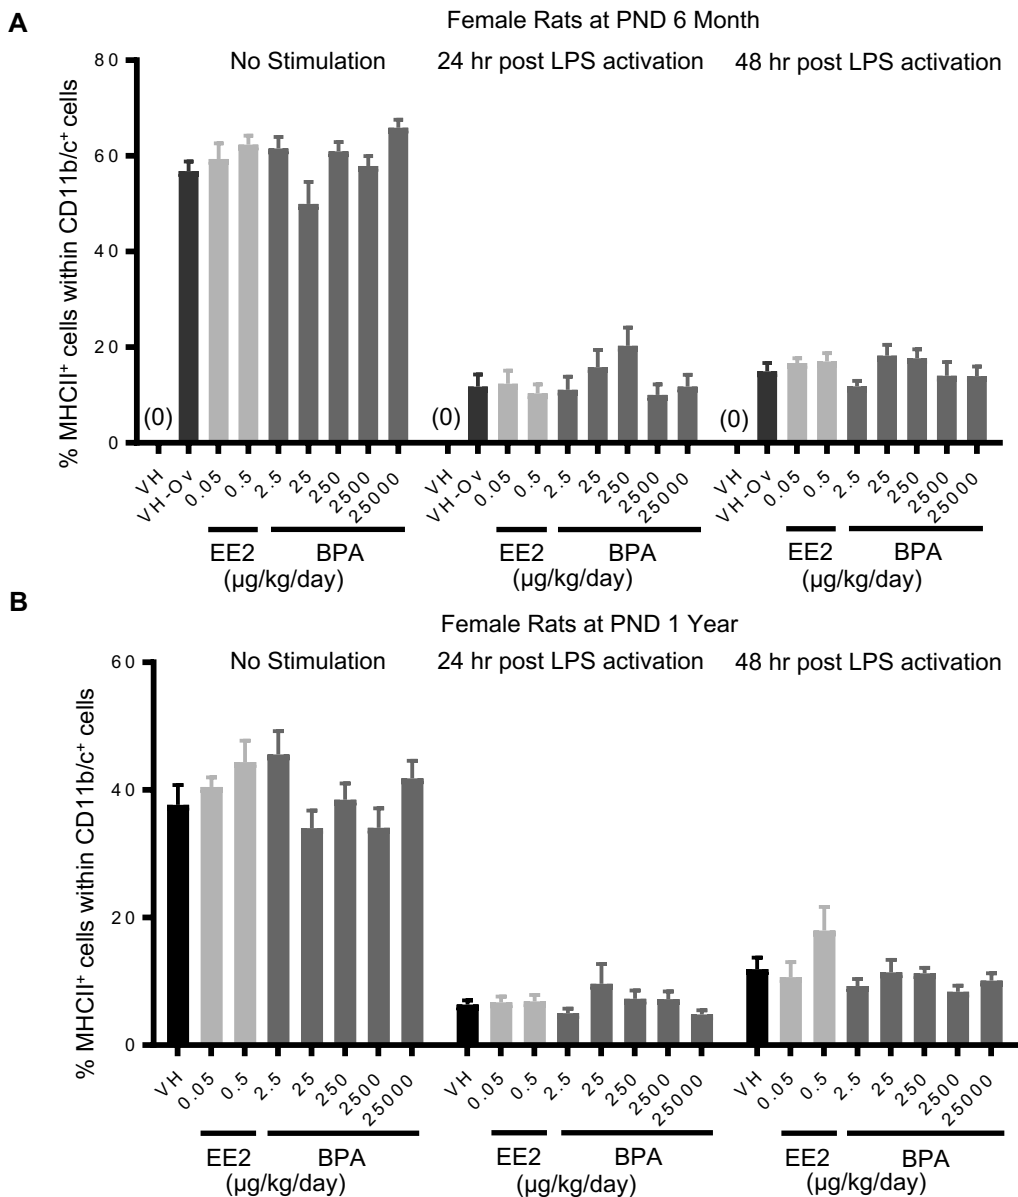 A
Female Rats at PND 6 Month
No Stimulation 24 hr post LPS activation 48 hr post LPS activation
% MHCII⁺ cells within CD11b/c⁺ cells
80
60
40
20
0
(0) (0) (0)
VH VH-Ov 0.05 0.5 2.5 25 250 2500 25000 VH VH-Ov 0.05 0.5 2.5 25 250 2500 25000 VH VH-Ov 0.05 0.5 2.5 25 250 2500 25000
EE2 BPA EE2 BPA EE2 BPA
(µg/kg/day) (µg/kg/day) (µg/kg/day)
B
Female Rats at PND 1 Year
No Stimulation 24 hr post LPS activation 48 hr post LPS activation
% MHCII⁺ cells within CD11b/c⁺ cells
60
40
20
0
VH 0.05 0.5 2.5 25 250 2500 25000 VH 0.05 0.5 2.5 25 250 2500 25000 VH 0.05 0.5 2.5 25 250 2500 25000
EE2 BPA EE2 BPA EE2 BPA
(µg/kg/day) (µg/kg/day) (µg/kg/day)